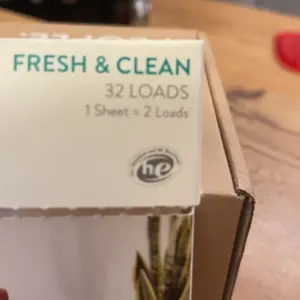 FRESH & CLEAN
32 LOADS
1 Sheet = 2 Loads
he